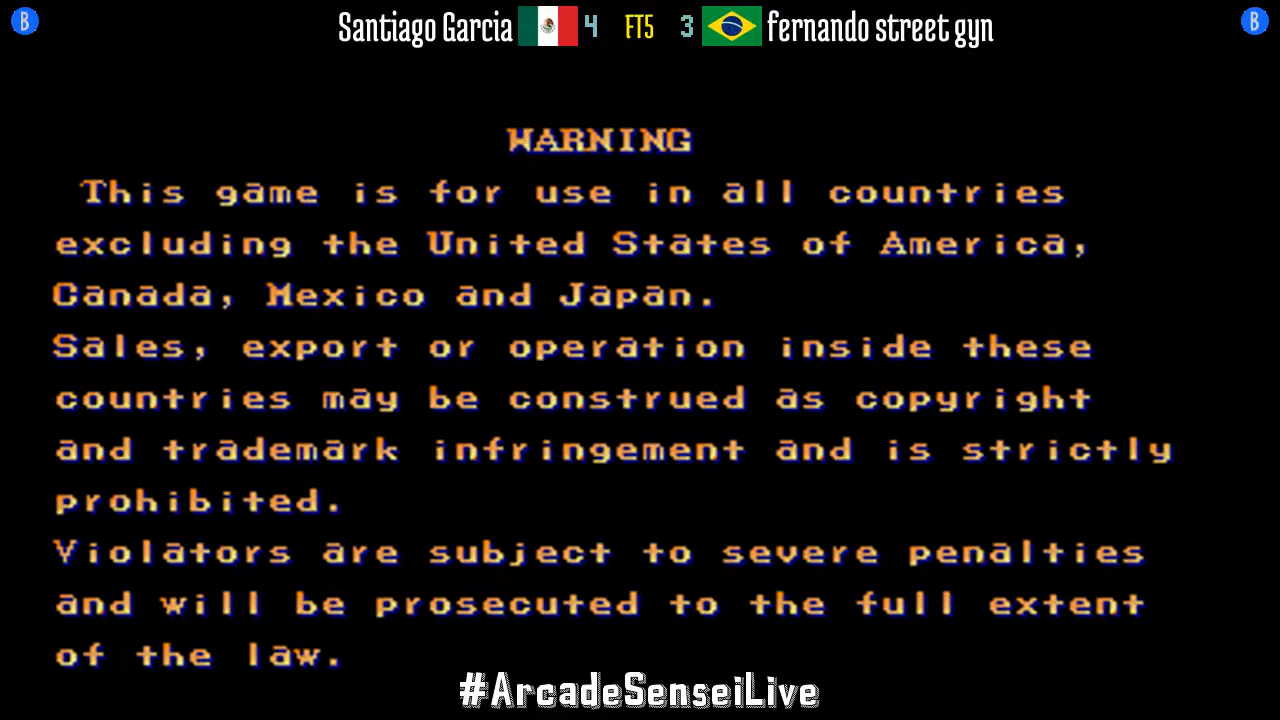 B Santiago Garcia 4 FT5 3 fernando street gyn B
WARNING
This game is for use in all countries
excluding the United States of America,
Canada, Mexico and Japan.
Sales, export or operation inside these
countries may be construed as copyright
and trademark infringement and is strictly
prohibited.
Violators are subject to severe penalties
and will be prosecuted to the full extent
of the law.
#ArcadeSenseiLive